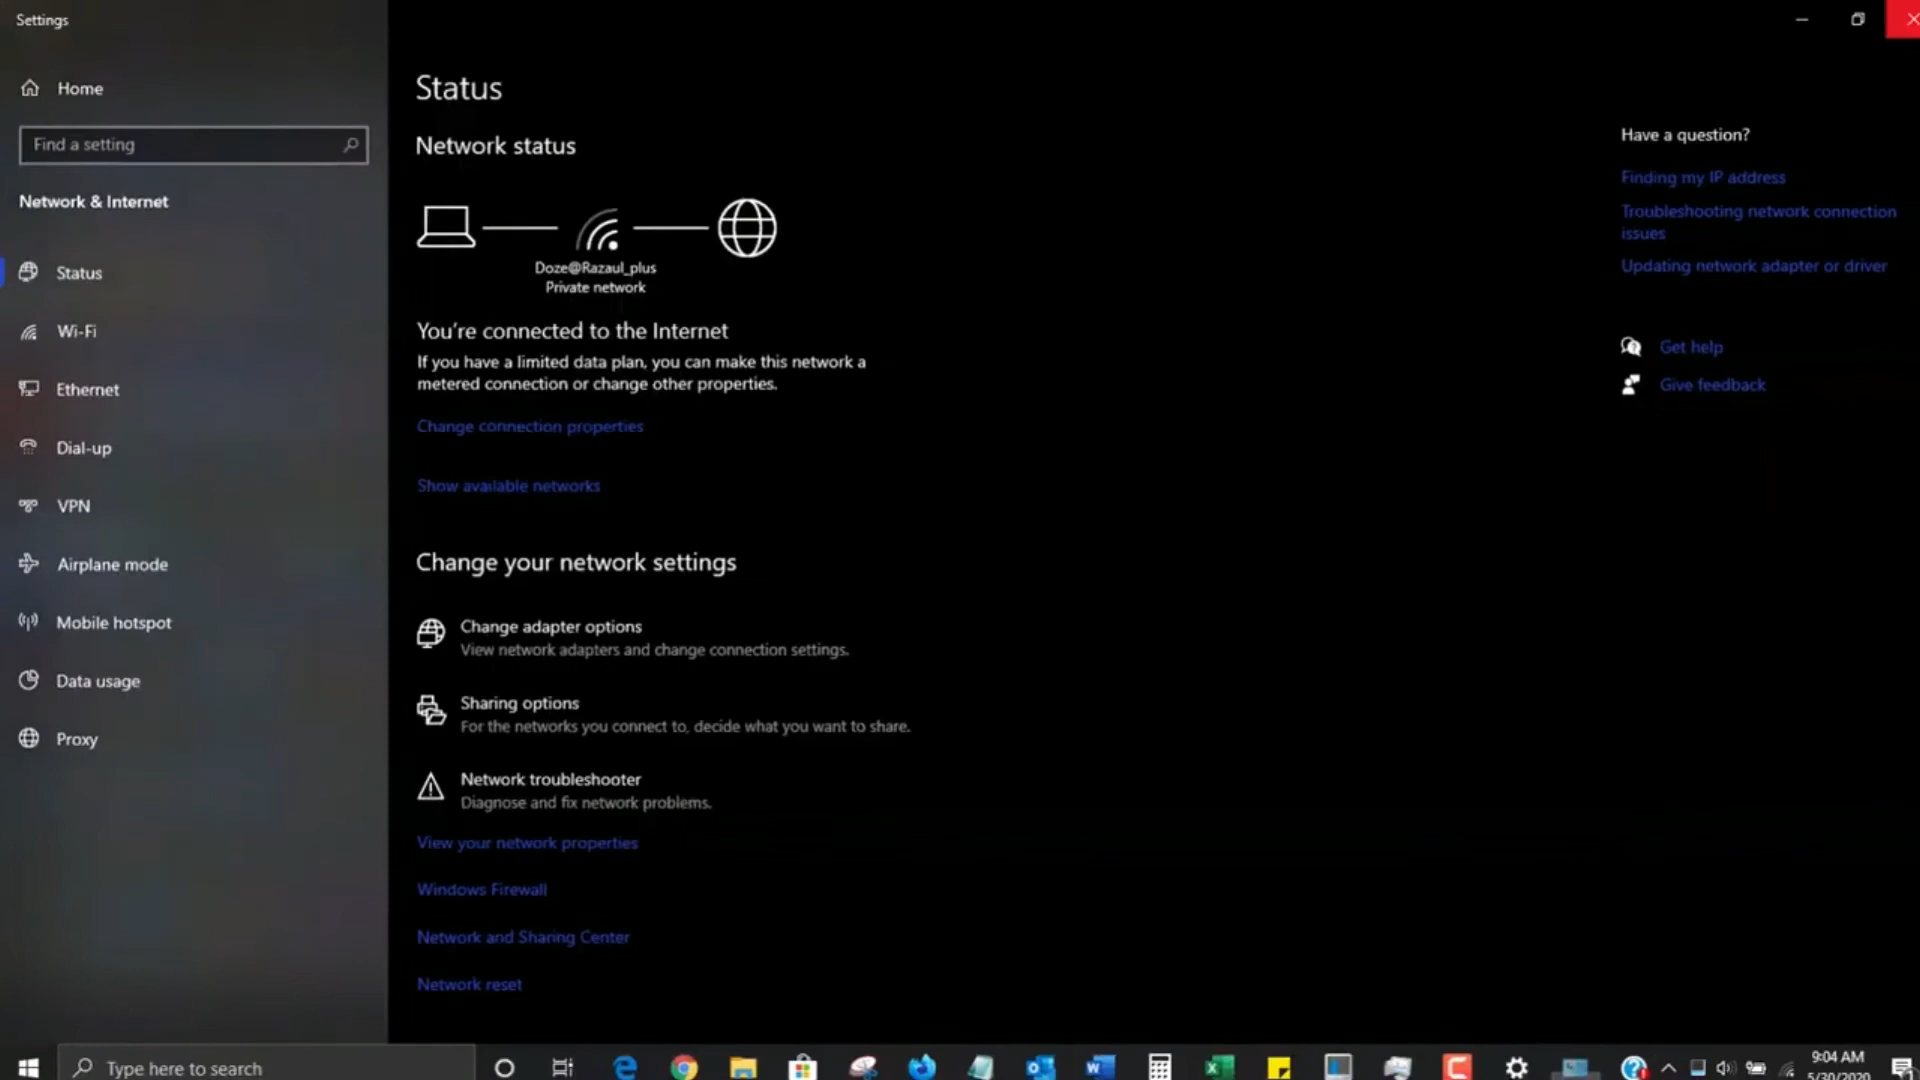 Settings
Home
Find a setting
Network & Internet
Status
Wi-Fi
Ethernet
Dial-up
VPN
Airplane mode
Mobile hotspot
Data usage
Proxy
Status
Network status
Doze@Razaul_plus
Private network
You're connected to the Internet
If you have a limited data plan, you can make this network a
metered connection or change other properties.
Change connection properties
Show available networks
Change your network settings
Change adapter options
View network adapters and change connection settings.
Sharing options
For the networks you connect to, decide what you want to share.
Network troubleshooter
Diagnose and fix network problems.
View your network properties
Windows Firewall
Network and Sharing Center
Network reset
Have a question?
Finding my IP address
Troubleshooting network connection
issues
Updating network adapter or driver
Get help
Give feedback
Type here to search
9:04 AM
5/30/2020